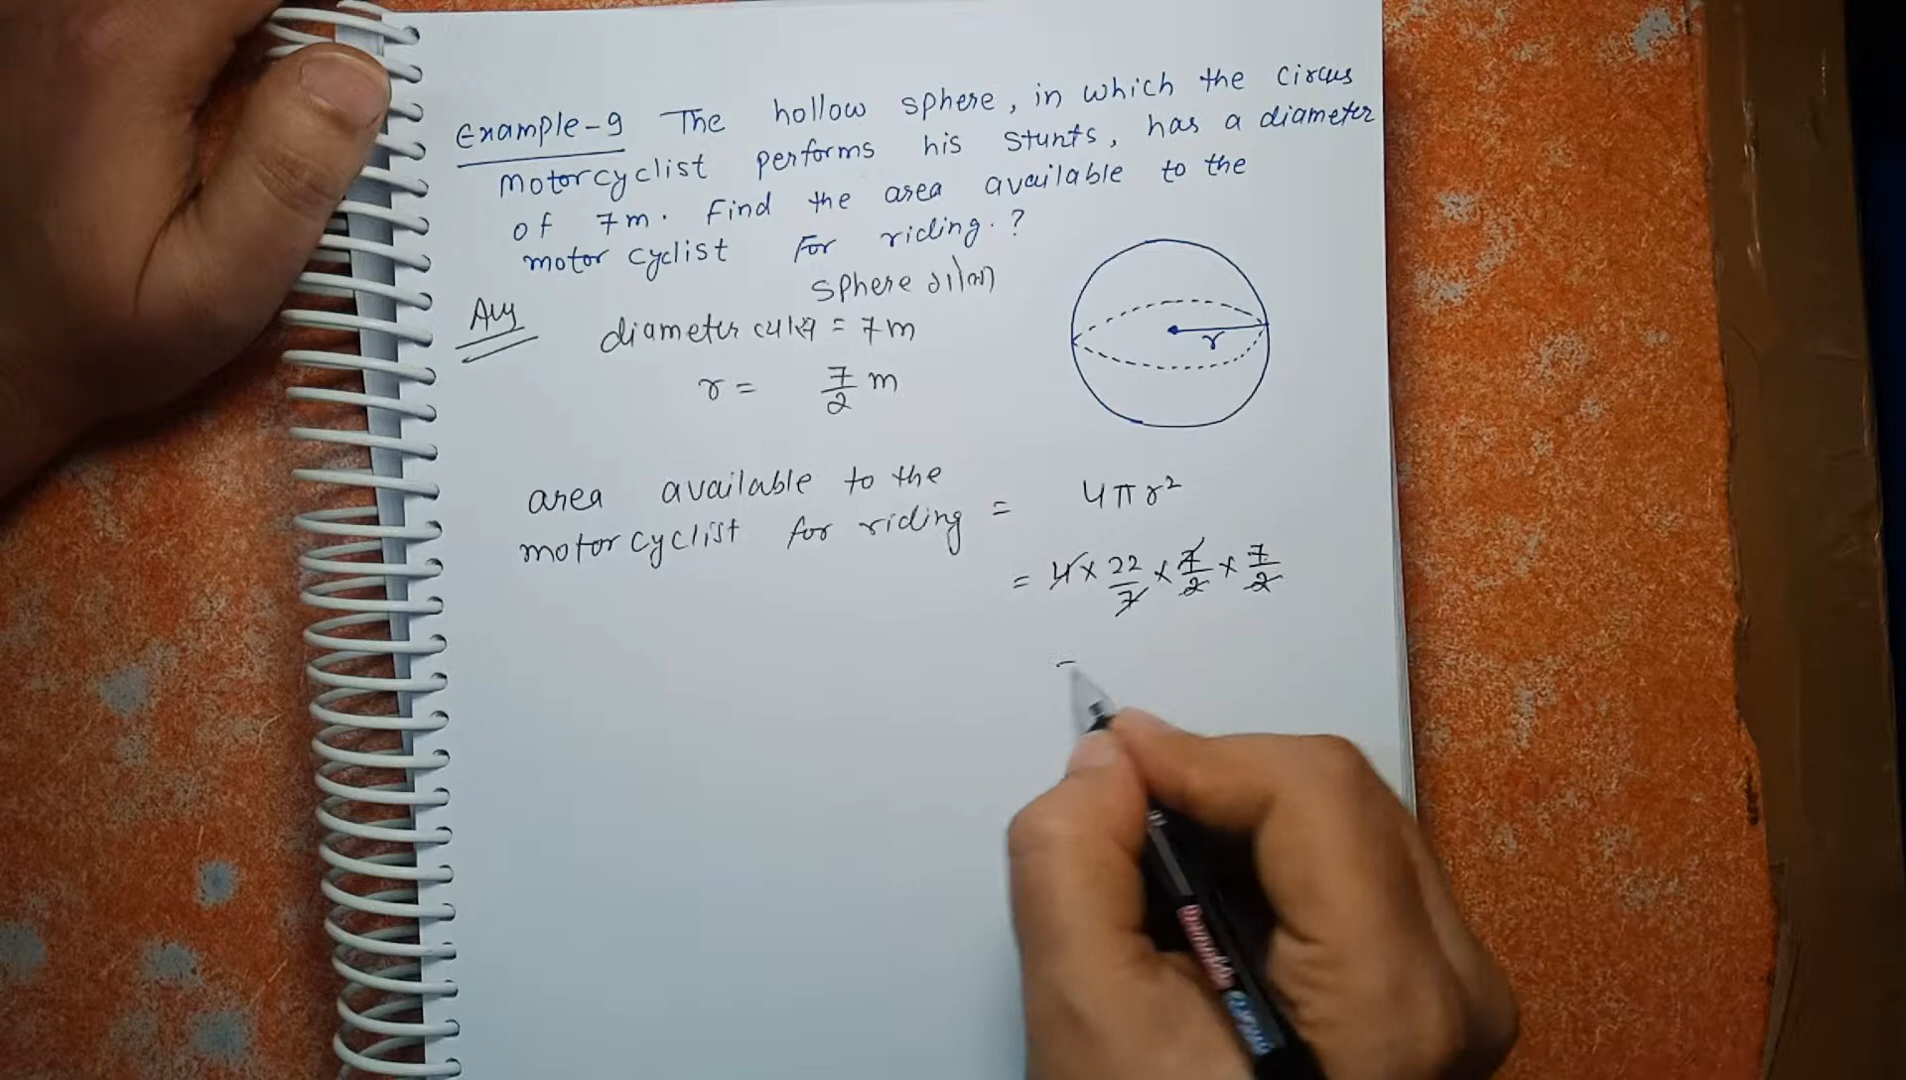 Example-9 The hollow sphere, in which the circus
motorcyclist performs his stunts, has a diameter
of 7m. Find the area available to the
motor cyclist for riding.?
Sphere
Ans
diameter = 7m
r = 7/2 m
r
area available to the
motorcyclist for riding = 4πr²
= 4 × 22/7 × 7/2 × 7/2